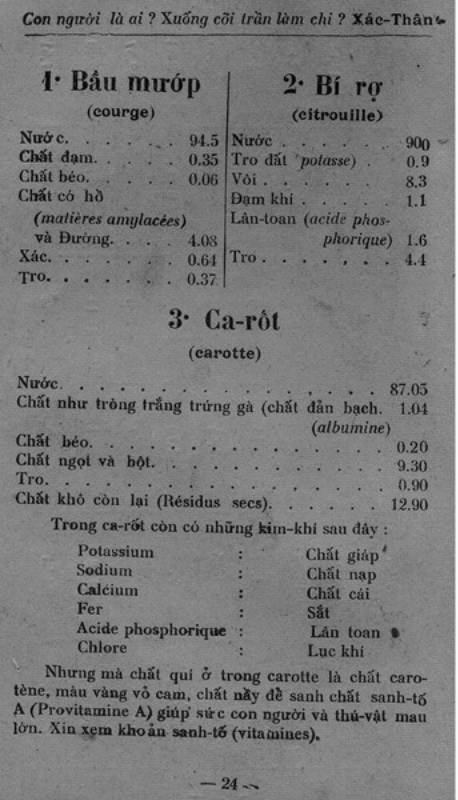 Con người là ai ? Xuống cõi trần làm chi ? Xác-Thân
1· Bầu mướp
(courge)
Nước. . . . . . 94.5
Chất đạm. . . . . 0.35
Chất béo. . . . . 0.06
Chất có hồ
(matières amylacées)
và Đường. . . . 4.08
Xác. . . . . . 0.64
Tro. . . . . . 0.37
2· Bí rợ
(citrouille)
Nước . . . . . . 900
Tro đất (potasse) . 0.9
Vôi . . . . . . 8.3
Đạm khí . . . . . 1.1
Lân-toan (acide phos-
phorique) 1.6
Tro . . . . . . . 4.4
3· Ca-rốt
(carotte)
Nước. . . . . . . . . . . . . . . . 87.05
Chất như tròng trắng trứng gà (chất đản bạch. 1.04
(albumine)
Chất béo. . . . . . . . . . . . . . 0.20
Chất ngọt và bột. . . . . . . . . . . 9.30
Tro. . . . . . . . . . . . . . . . 0.90
Chất khô còn lại (Résidus secs). . . . . . 12.90
Trong ca-rốt còn có những kim-khí sau đây :
Potassium : Chất giáp
Sodium : Chất nạp
Calcium : Chất cái
Fer : Sắt
Acide phosphorique : Lân toan
Chlore : Lục khí
Nhưng mà chất quí ở trong carotte là chất caro-
tène, màu vàng vỏ cam, chất nầy đề sanh chất sanh-tố
A (Provitamine A) giúp sức con người và thú-vật mau
lớn. Xin xem khoản sanh-tố (vitamines).
— 24 —